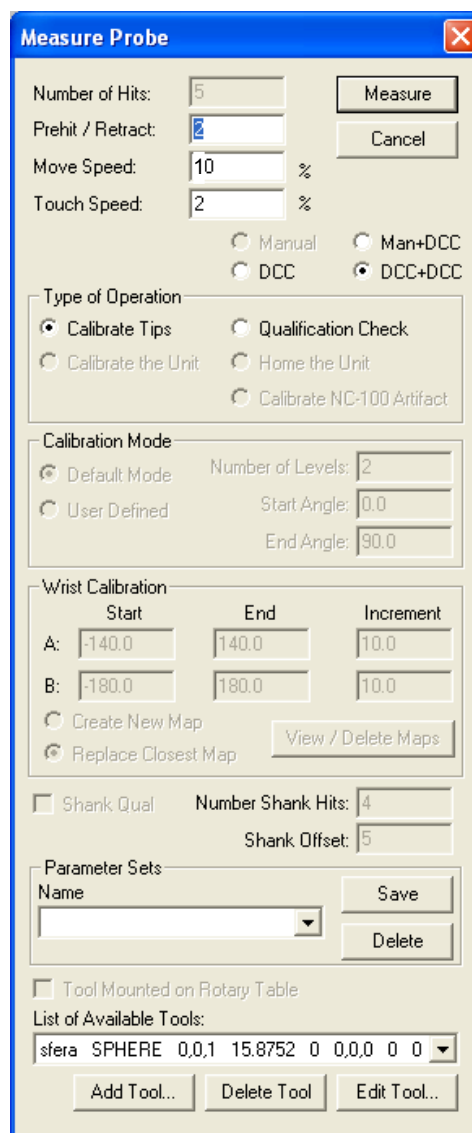 Measure Probe
Number of Hits: 5 Measure
Prehit / Retract: 2
Cancel
Move Speed: 10 %
Touch Speed: 2 %
Manual Man+DCC
DCC DCC+DCC
Type of Operation
Calibrate Tips Qualification Check
Calibrate the Unit Home the Unit
Calibrate NC-100 Artifact
Calibration Mode
Default Mode Number of Levels: 2
User Defined Start Angle: 0.0
End Angle: 90.0
Wrist Calibration
Start End Increment
A: -140.0 140.0 10.0
B: -180.0 180.0 10.0
Create New Map
View / Delete Maps
Replace Closest Map
Shank Qual Number Shank Hits: 4
Shank Offset: 5
Parameter Sets
Name Save
Delete
Tool Mounted on Rotary Table
List of Available Tools:
sfera SPHERE 0,0,1 15.8752 0 0,0,0 0 0
Add Tool... Delete Tool Edit Tool...